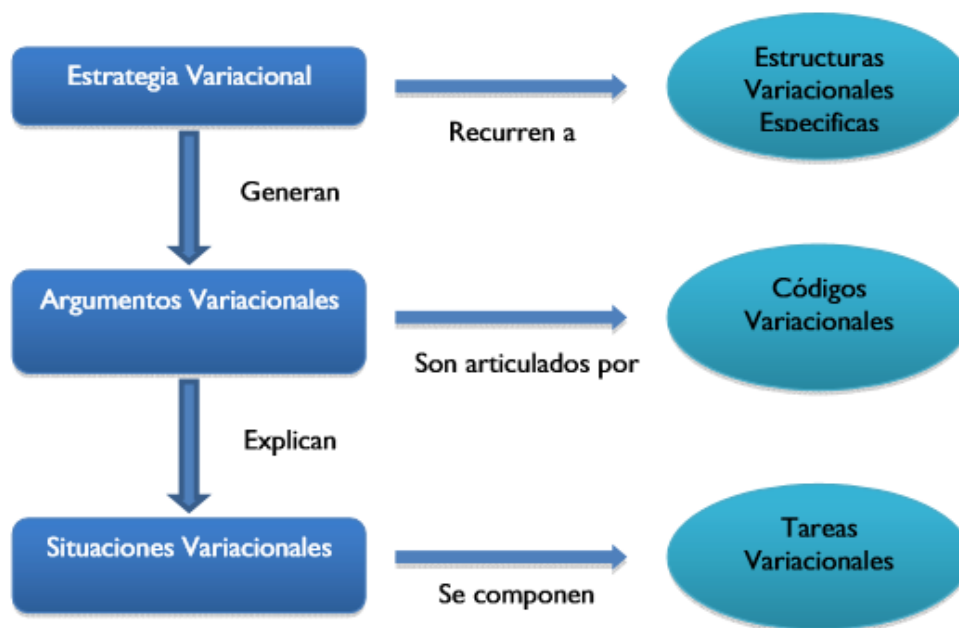 Estrategia Variacional
Estructuras
Variacionales
Especificas
Recurren a
Generan
Argumentos Variacionales
Códigos
Variacionales
Son articulados por
Explican
Situaciones Variacionales
Tareas
Variacionales
Se componen